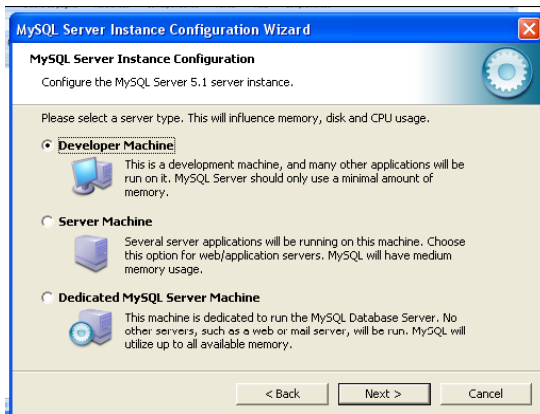 MySQL Server Instance Configuration Wizard
MySQL Server Instance Configuration
Configure the MySQL Server 5.1 server instance.
Please select a server type. This will influence memory, disk and CPU usage.
Developer Machine
This is a development machine, and many other applications will be
run on it. MySQL Server should only use a minimal amount of
memory.
Server Machine
Several server applications will be running on this machine. Choose
this option for web/application servers. MySQL will have medium
memory usage.
Dedicated MySQL Server Machine
This machine is dedicated to run the MySQL Database Server. No
other servers, such as a web or mail server, will be run. MySQL will
utilize up to all available memory.
< Back
Next >
Cancel